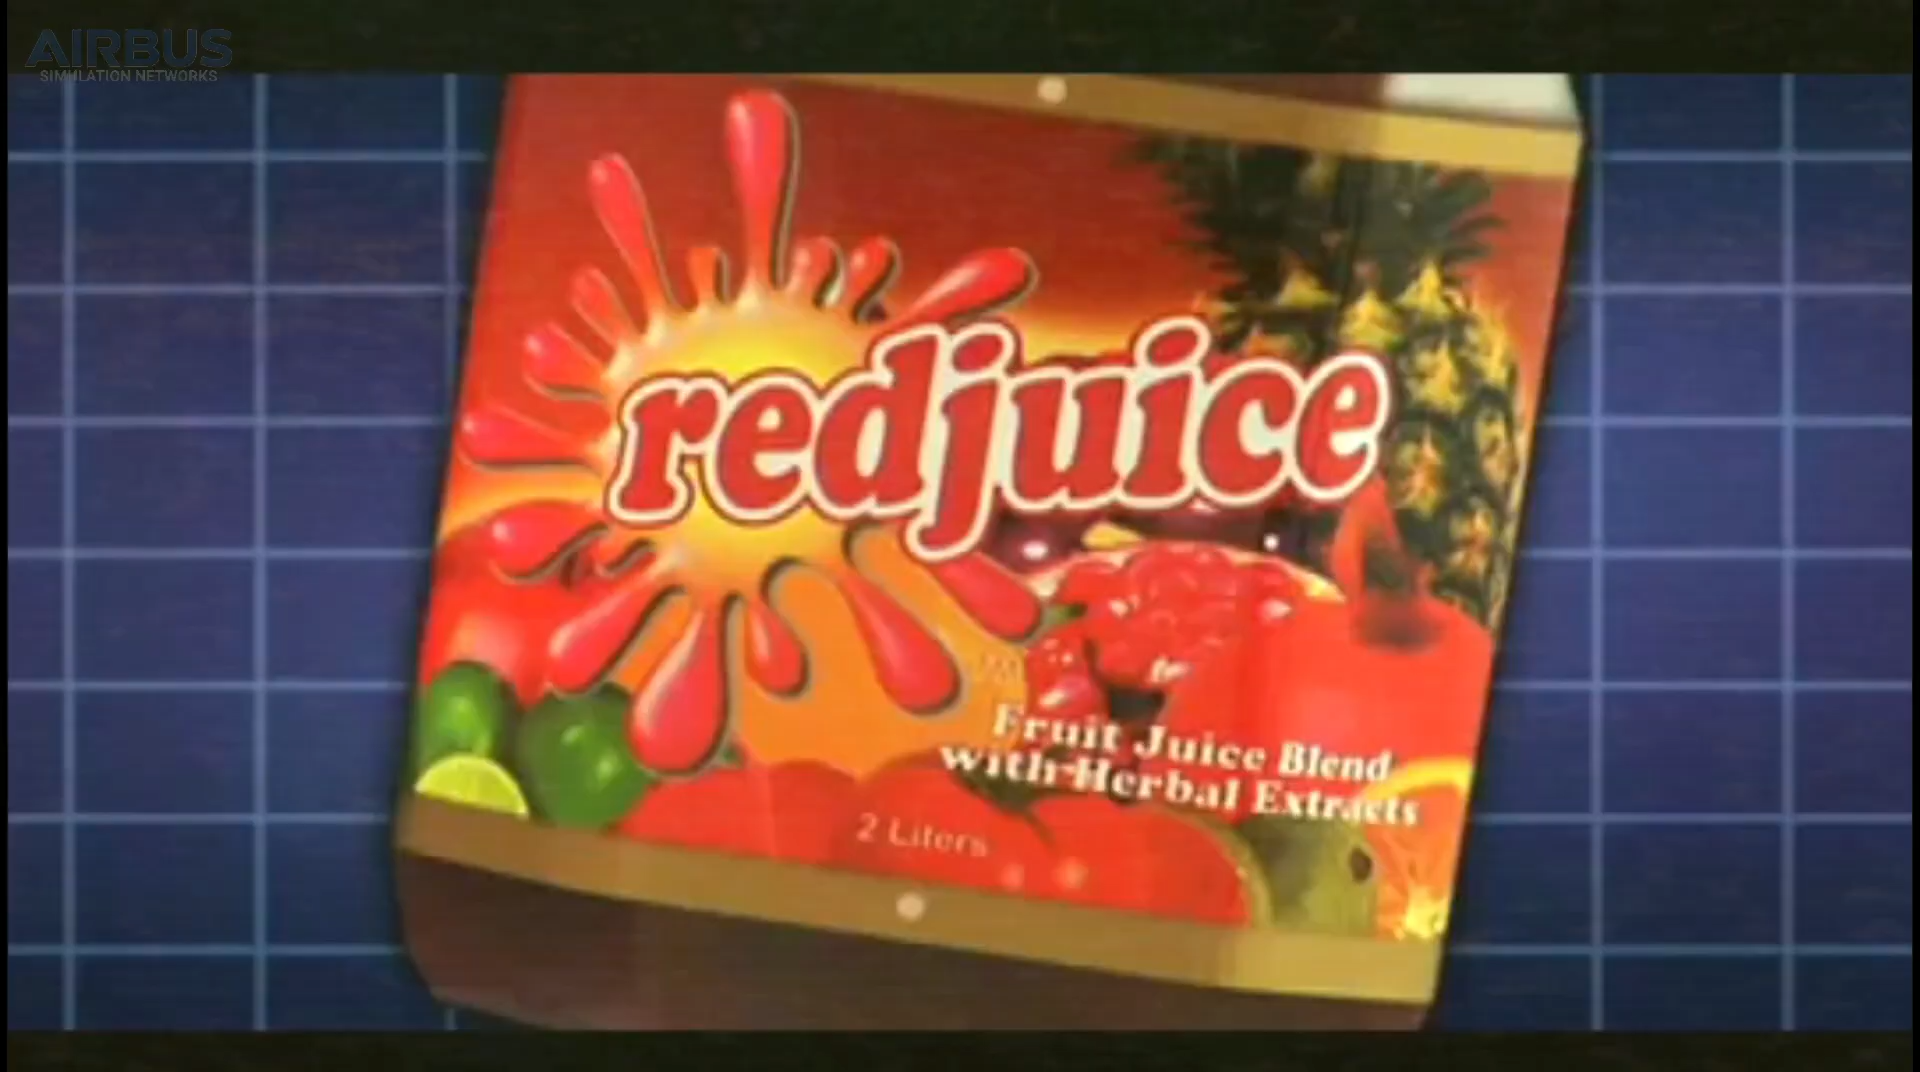 AIRBUS
SIMULATION NETWORKS
redjuice
Fruit Juice Blend
with Herbal Extracts
2 Liters